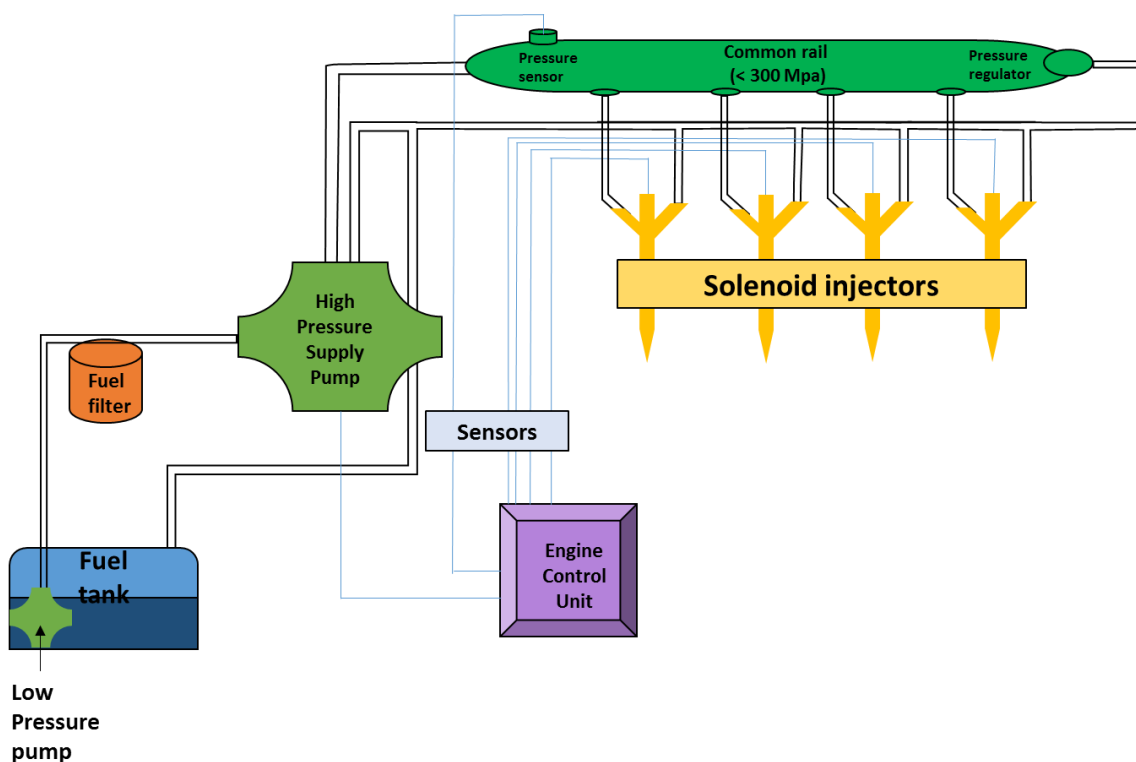 Pressure
sensor
Common rail
(< 300 Mpa)
Pressure
regulator
Solenoid injectors
High
Pressure
Supply
Pump
Fuel
filter
Sensors
Engine
Control
Unit
Fuel
tank
Low
Pressure
pump